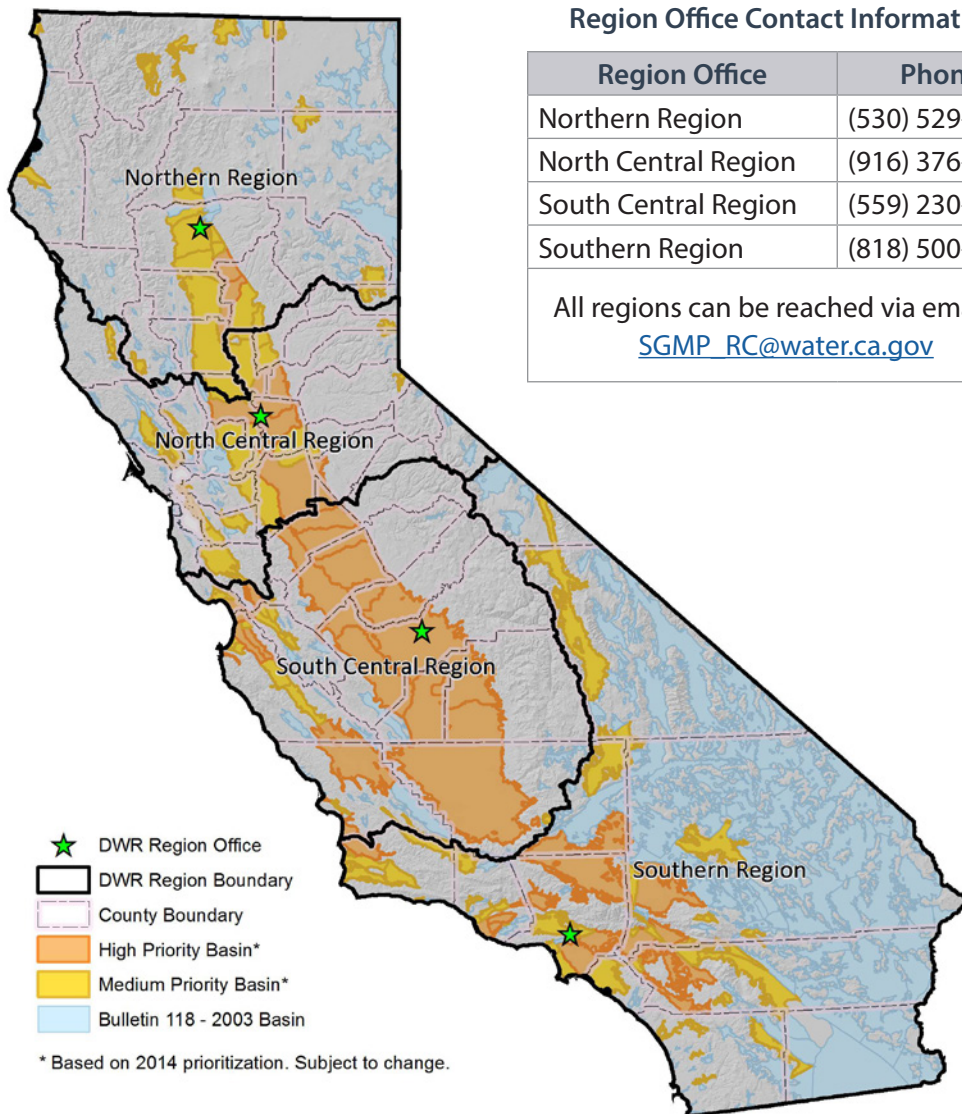 Region Office Contact Informat
Region Office Phon
Northern Region (530) 529
North Central Region (916) 376
South Central Region (559) 230
Southern Region (818) 500
All regions can be reached via ema
SGMP_RC@water.ca.gov
Northern Region
North Central Region
South Central Region
Southern Region
DWR Region Office
DWR Region Boundary
County Boundary
High Priority Basin*
Medium Priority Basin*
Bulletin 118 - 2003 Basin
* Based on 2014 prioritization. Subject to change.